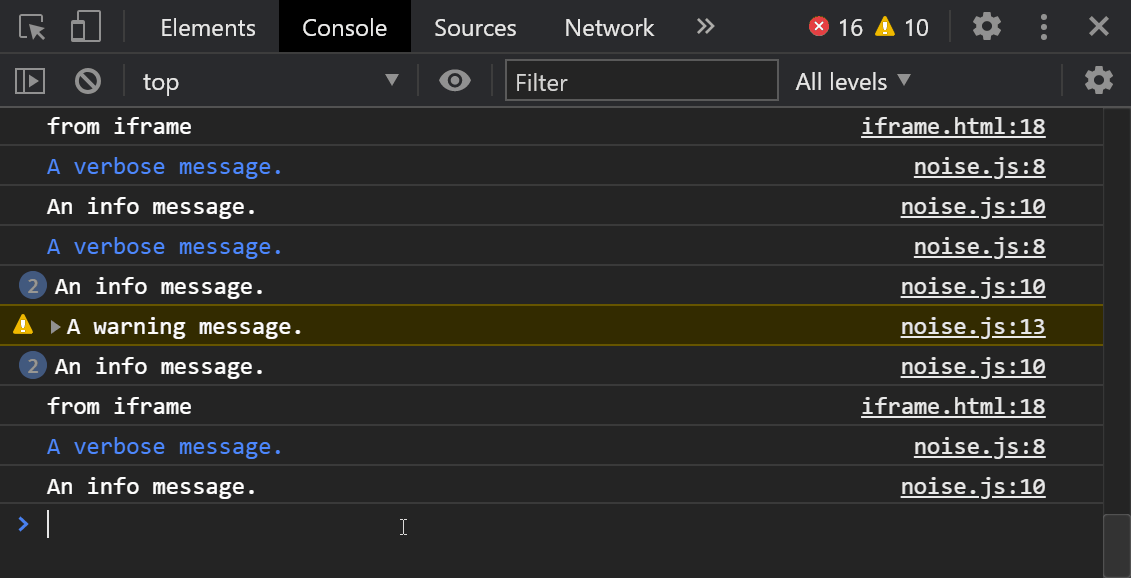 Elements Console Sources Network » 16 10
top Filter All levels
from iframe iframe.html:18
A verbose message. noise.js:8
An info message. noise.js:10
A verbose message. noise.js:8
2 An info message. noise.js:10
A warning message. noise.js:13
2 An info message. noise.js:10
from iframe iframe.html:18
A verbose message. noise.js:8
An info message. noise.js:10
>